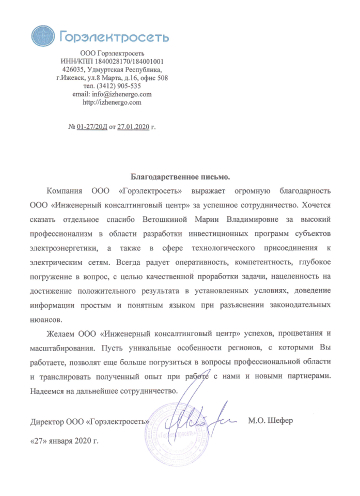 Горэлектросеть
ООО Горэлектросеть
ИНН/КПП 1840028170/184001001
426035, Удмуртская Республика,
г.Ижевск, ул.8 Марта, д.16, офис 508
тел. (3412) 905-535
email: info@izhenergo.com
http://izhenergo.com
№ 01-27/20Д от 27.01.2020 г.
Благодарственное письмо.
Компания ООО «Горэлектросеть» выражает огромную благодарность
ООО «Инженерный консалтинговый центр» за успешное сотрудничество. Хочется
сказать отдельное спасибо Ветошкиной Марии Владимировне за высокий
профессионализм в области разработки инвестиционных программ субъектов
электроэнергетики, а также в сфере технологического присоединения к
электрическим сетям. Всегда радует оперативность, компетентность, глубокое
погружение в вопрос, с целью качественной проработки задачи, нацеленность на
достижение положительного результата в установленных условиях, доведение
информации простым и понятным языком при разъяснении законодательных
нюансов.
Желаем ООО «Инженерный консалтинговый центр» успехов, процветания и
масштабирования. Пусть уникальные особенности регионов, с которыми Вы
работаете, позволят еще больше погрузиться в вопросы профессиональной области
и транслировать полученный опыт при работе с нами и новыми партнерами.
Надеемся на дальнейшее сотрудничество.
Директор ООО «Горэлектросеть» М.О. Шефер
«27» января 2020 г.